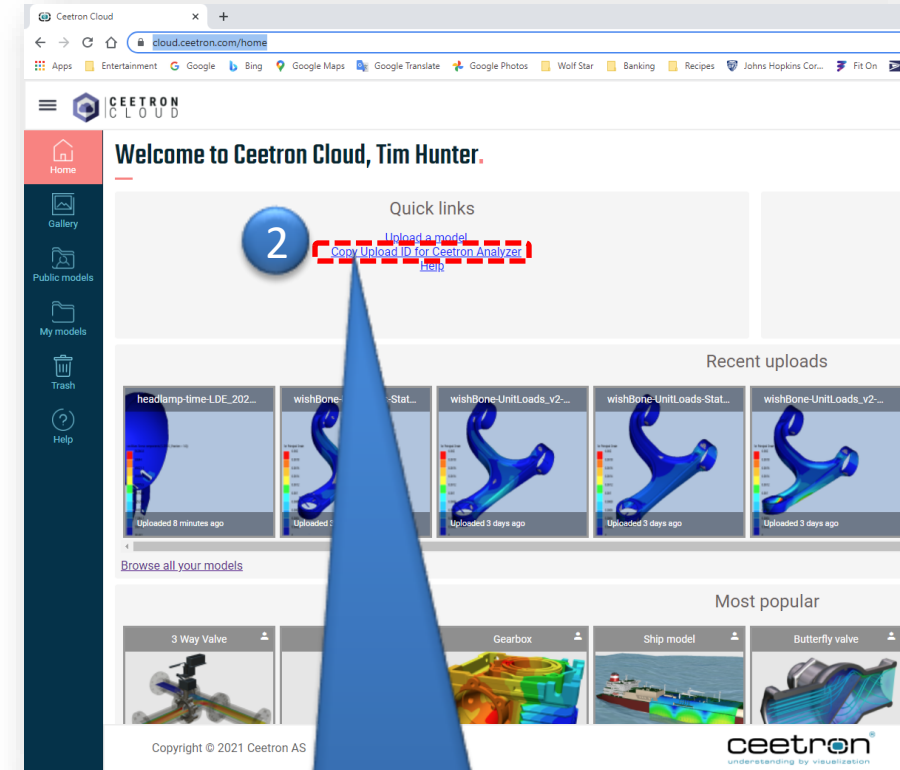 Ceetron Cloud
cloud.ceetron.com/home
Apps Entertainment Google Bing Google Maps Google Translate Google Photos Wolf Star Banking Recipes Johns Hopkins Cor... Fit On
CEETRON
CLOUD
Home
Gallery
Public models
My models
Trash
Help
Welcome to Ceetron Cloud, Tim Hunter.
Quick links
Upload a model
2
Copy Upload ID for Ceetron Analyzer
Help
Recent uploads
headlamp-time-LDE_202...
Uploaded 8 minutes ago
wishBone-
-Stat...
Uploaded 3
wishBone-UnitLoads_v2-...
Uploaded 3 days ago
wishBone-UnitLoads-Stat...
Uploaded 3 days ago
wishBone-UnitLoads_v2-...
Uploaded 3 days ago
Browse all your models
Most popular
3 Way Valve
Gearbox
Ship model
Butterfly valve
Copyright © 2021 Ceetron AS
ceetron®
understanding by visualization